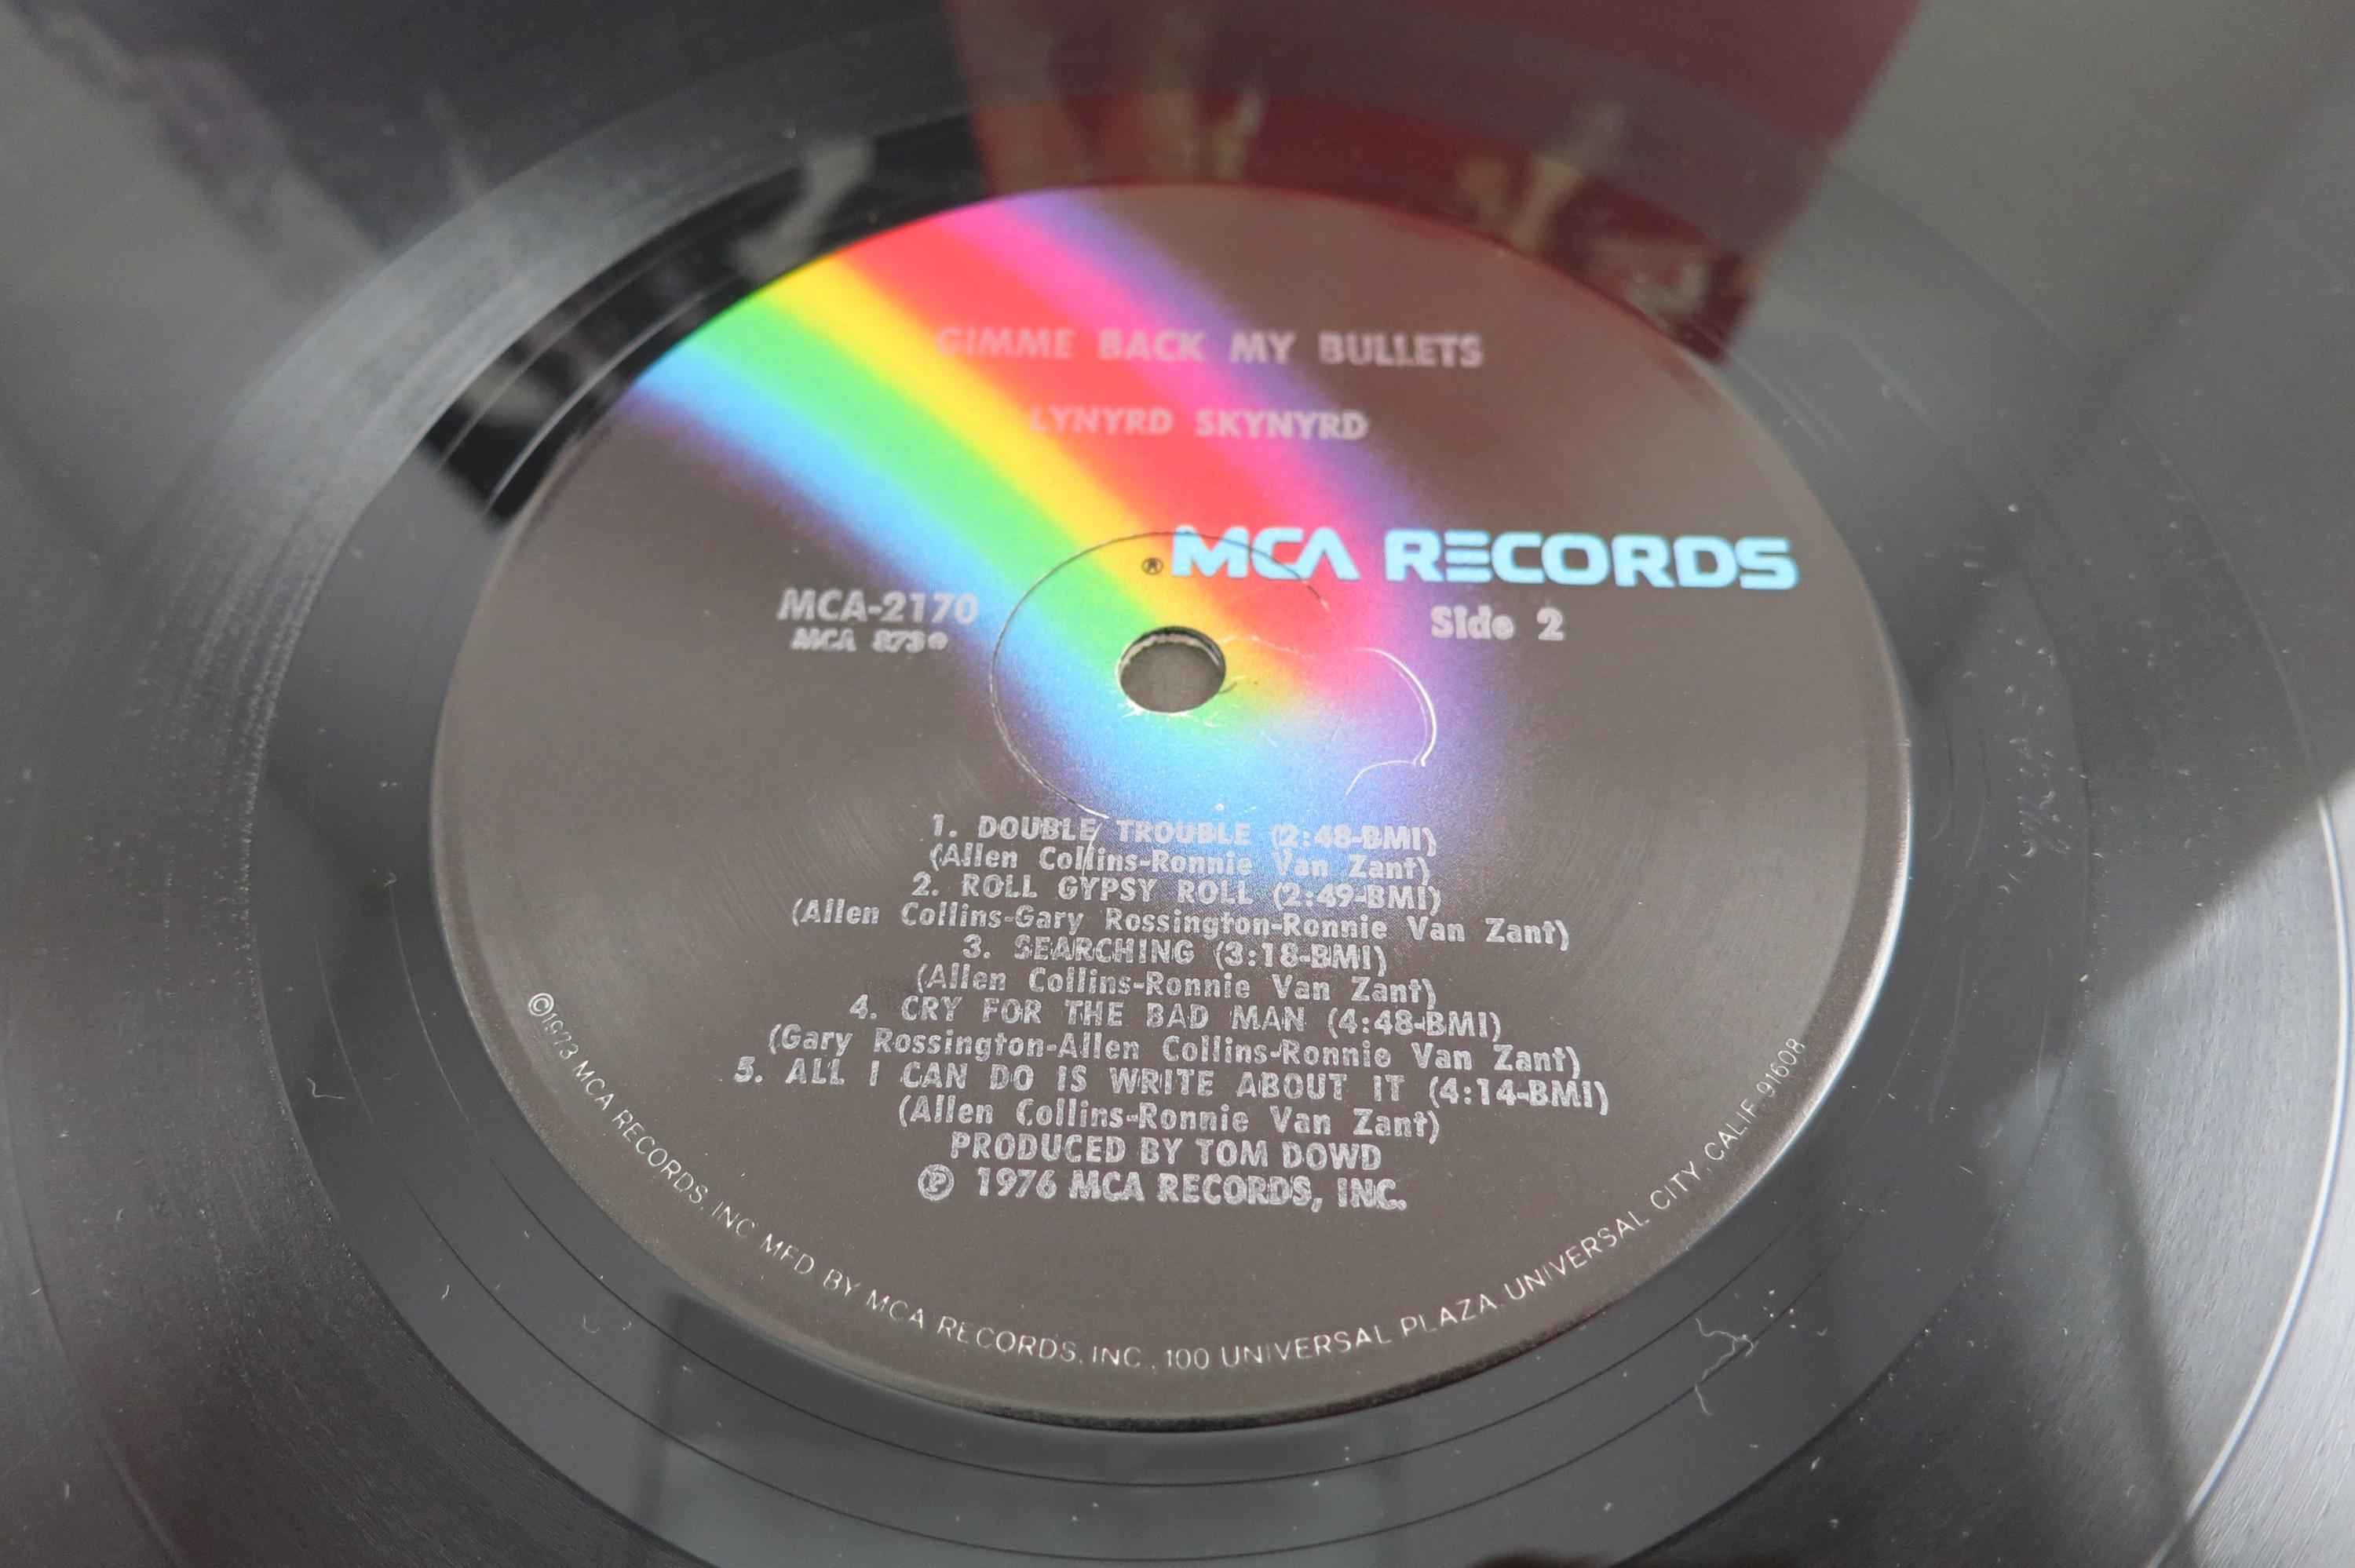 GIMME BACK MY BULLETS
LYNYRD SKYNYRD
® MCA RECORDS
MCA-2170
Side 2
MCA 873
1. DOUBLE TROUBLE (2:48-BMI)
(Allen Collins-Ronnie Van Zant)
2. ROLL GYPSY ROLL (2:49-BMI)
(Allen Collins-Gary Rossington-Ronnie Van Zant)
3. SEARCHING (3:18-BMI)
(Allen Collins-Ronnie Van Zant)
4. CRY FOR THE BAD MAN (4:48-BMI)
(Gary Rossington-Allen Collins-Ronnie Van Zant)
5. ALL I CAN DO IS WRITE ABOUT IT (4:14-BMI)
(Allen Collins-Ronnie Van Zant)
PRODUCED BY TOM DOWD
℗ 1976 MCA RECORDS, INC.
©1973 MCA RECORDS, INC. MFD BY MCA RECORDS, INC., 100 UNIVERSAL PLAZA, UNIVERSAL CITY, CALIF. 91608